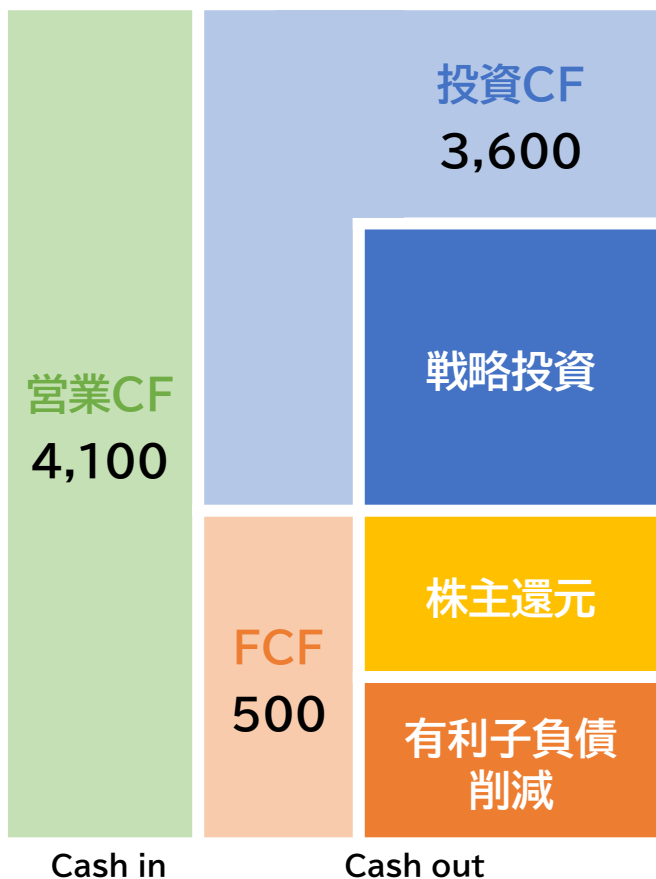 投資CF
3,600
戦略投資
営業CF
4,100
株主還元
FCF
500
有利子負債
削減
Cash in
Cash out